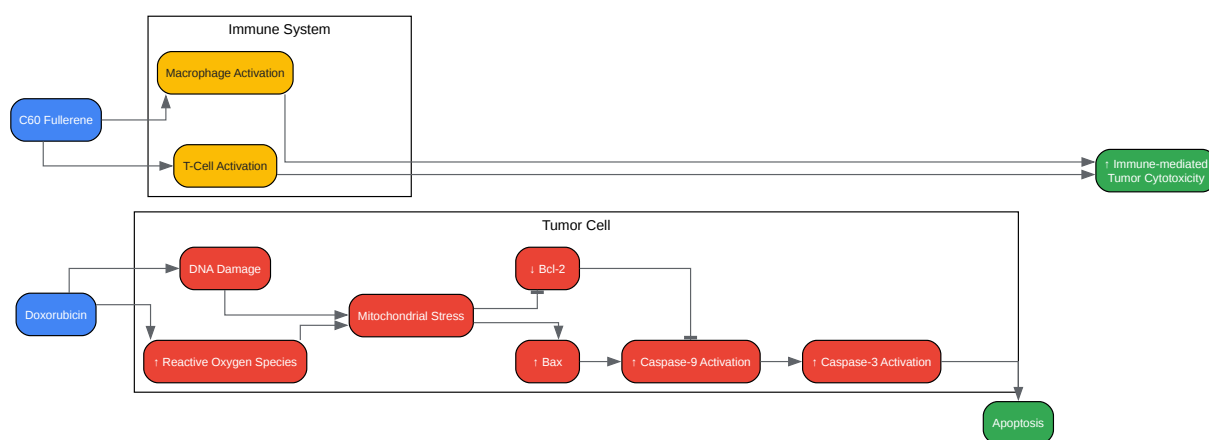 Immune System
Macrophage Activation
C60 Fullerene
T-Cell Activation
↑ Immune-mediated
Tumor Cytotoxicity
Tumor Cell
DNA Damage
↓ Bcl-2
Doxorubicin
Mitochondrial Stress
↑ Reactive Oxygen Species
↑ Bax
↑ Caspase-9 Activation
↑ Caspase-3 Activation
Apoptosis